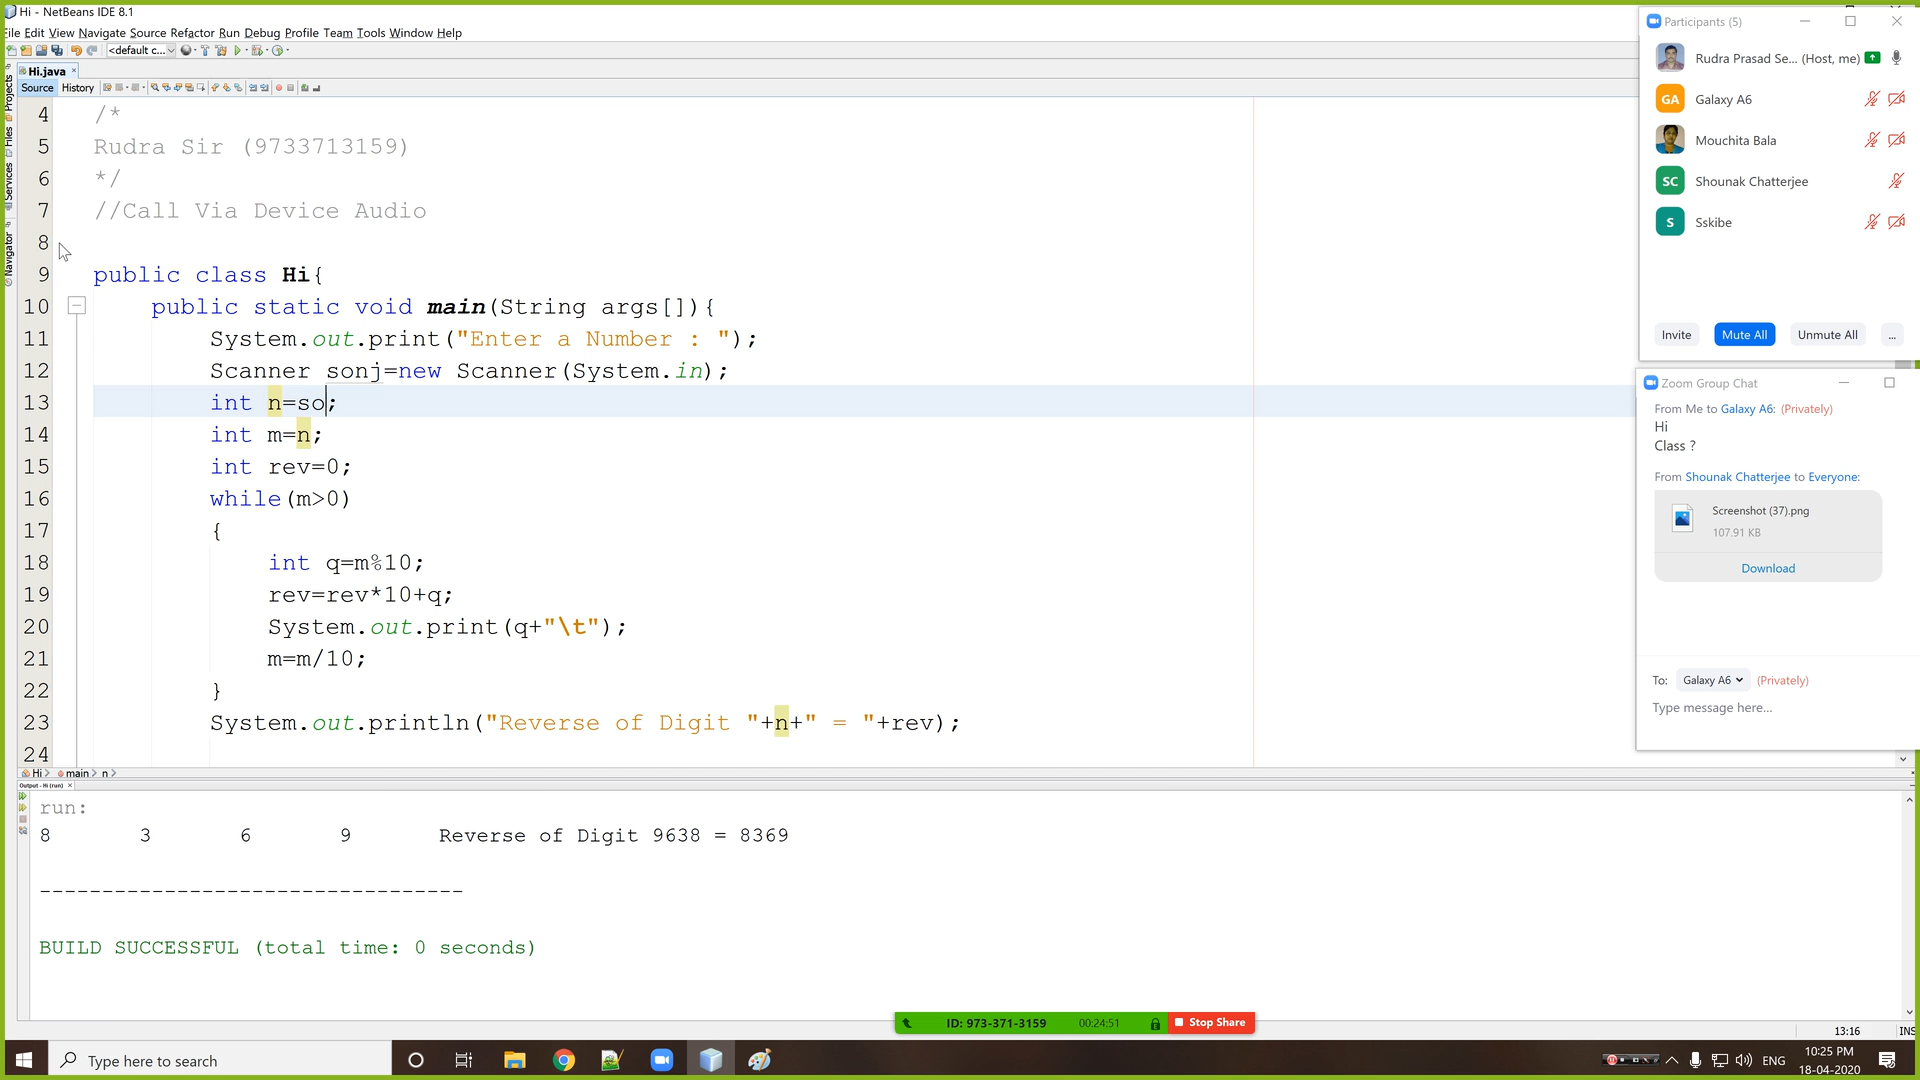 Hi - NetBeans IDE 8.1
File Edit View Navigate Source Refactor Run Debug Profile Team Tools Window Help
<default c...
Hi.java
Source History
Projects
Files
Services
Navigator
4 /*
5 Rudra Sir (9733713159)
6 */
7 //Call Via Device Audio
8
9 public class Hi{
10 public static void main(String args[]){
11 System.out.print("Enter a Number : ");
12 Scanner sonj=new Scanner(System.in);
13 int n=so;
14 int m=n;
15 int rev=0;
16 while(m>0)
17 {
18 int q=m%10;
19 rev=rev*10+q;
20 System.out.print(q+"\t");
21 m=m/10;
22 }
23 System.out.println("Reverse of Digit "+n+" = "+rev);
24
Hi main n
Output - Hi (run)
run:
8 3 6 9 Reverse of Digit 9638 = 8369
----------------------------------
BUILD SUCCESSFUL (total time: 0 seconds)
Participants (5)
Rudra Prasad Se... (Host, me)
GA Galaxy A6
Mouchita Bala
SC Shounak Chatterjee
S Sskibe
Invite Mute All Unmute All ...
Zoom Group Chat
From Me to Galaxy A6: (Privately)
Hi
Class ?
From Shounak Chatterjee to Everyone:
Screenshot (37).png
107.91 KB
Download
To: Galaxy A6 (Privately)
Type message here...
ID: 973-371-3159 00:24:51 Stop Share
13:16 INS
Type here to search
ENG
10:25 PM
18-04-2020